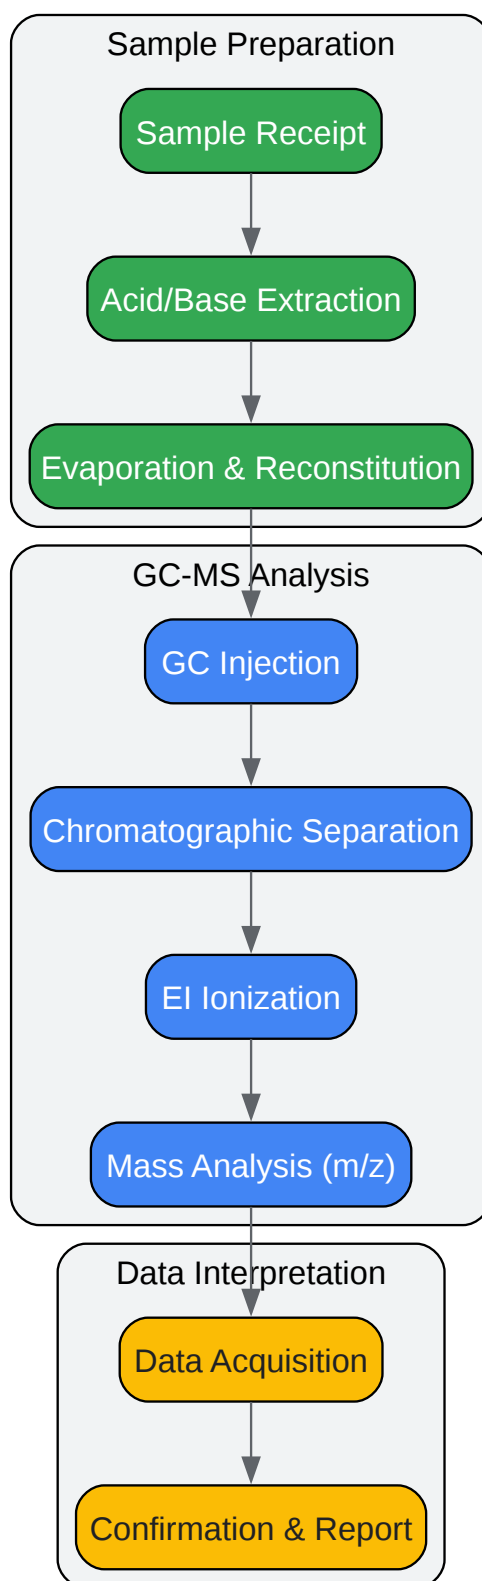 Sample Preparation
Sample Receipt
Acid/Base Extraction
Evaporation & Reconstitution
GC-MS Analysis
GC Injection
Chromatographic Separation
EI Ionization
Mass Analysis (m/z)
Data Interpretation
Data Acquisition
Confirmation & Report